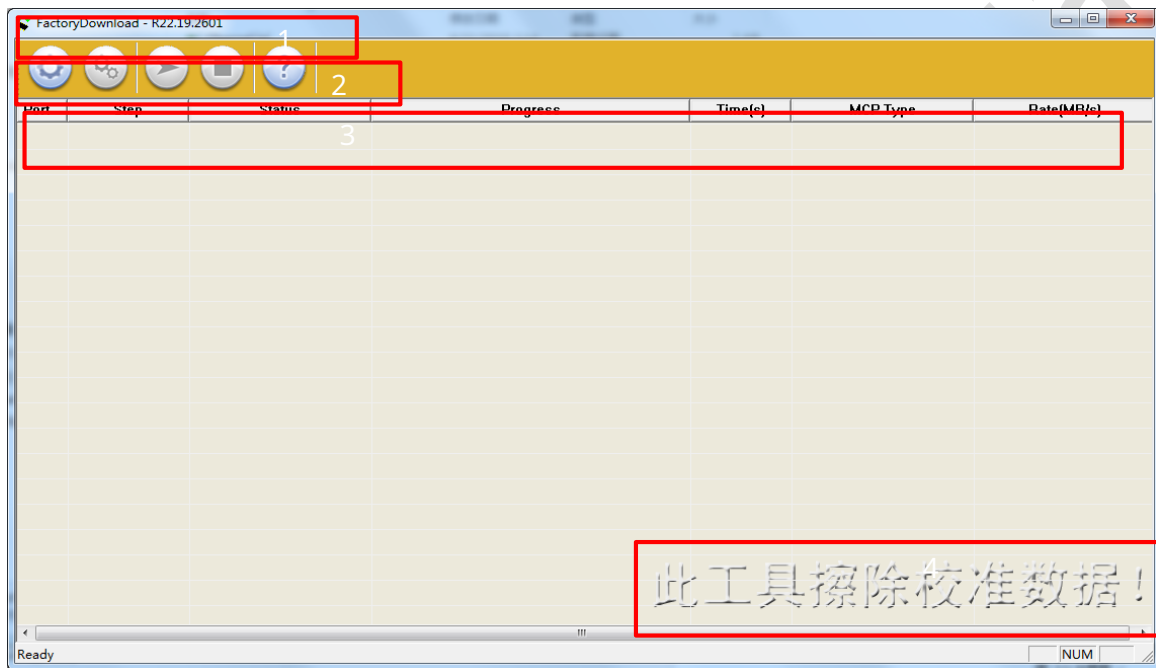 FactoryDownload - R22.19.2601
1
2
Port Step Status Progress Time(s) MCP Type Rate(MB/s)
3
4
此工具擦除校准数据！
Ready NUM